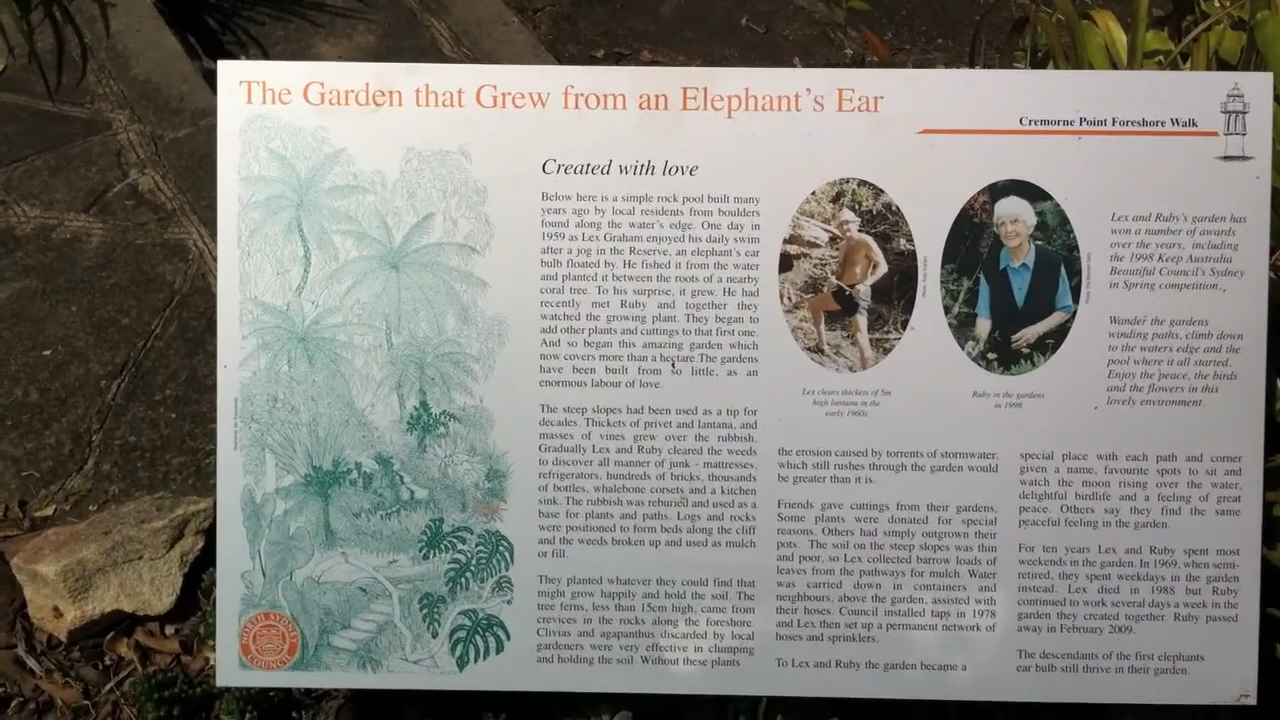 The Garden that Grew from an Elephant's Ear
Cremorne Point Foreshore Walk
Created with love
Below here is a simple rock pool built many
years ago by local residents from boulders
found along the water's edge. One day in
1959 as Lex Graham enjoyed his daily swim
after a jog in the Reserve, an elephant's ear
bulb floated by. He fished it from the water
and planted it between the roots of a nearby
coral tree. To his surprise, it grew. He had
recently met Ruby and together they
watched the growing plant. They began to
add other plants and cuttings to that first one.
And so began this amazing garden which
now covers more than a hectare.The gardens
have been built from so little, as an
enormous labour of love.
The steep slopes had been used as a tip for
decades. Thickets of privet and lantana, and
masses of vines grew over the rubbish.
Gradually Lex and Ruby cleared the weeds
to discover all manner of junk - mattresses,
refrigerators, hundreds of bricks, thousands
of bottles, whalebone corsets and a kitchen
sink. The rubbish was reburied and used as a
base for plants and paths. Logs and rocks
were positioned to form beds along the cliff
and the weeds broken up and used as mulch
or fill.
They planted whatever they could find that
might grow happily and hold the soil. The
tree ferns, less than 15cm high, came from
crevices in the rocks along the foreshore.
Clivias and agapanthus discarded by local
gardeners were very effective in clumping
and holding the soil. Without these plants
Lex clears thickets of 5m
high lantana in the
early 1960s
Ruby in the gardens
in 1998
Lex and Ruby's garden has
won a number of awards
over the years, including
the 1998 Keep Australia
Beautiful Council's Sydney
in Spring competition.
Wander the gardens
winding paths, climb down
to the waters edge and the
pool where it all started.
Enjoy the peace, the birds
and the flowers in this
lovely environment.
the erosion caused by torrents of stormwater,
which still rushes through the garden would
be greater than it is.
Friends gave cuttings from their gardens.
Some plants were donated for special
reasons. Others had simply outgrown their
pots. The soil on the steep slopes was thin
and poor, so Lex collected barrow loads of
leaves from the pathways for mulch. Water
was carried down in containers and
neighbours, above the garden, assisted with
their hoses. Council installed taps in 1978
and Lex then set up a permanent network of
hoses and sprinklers.
To Lex and Ruby the garden became a
special place with each path and corner
given a name, favourite spots to sit and
watch the moon rising over the water,
delightful birdlife and a feeling of great
peace. Others say they find the same
peaceful feeling in the garden.
For ten years Lex and Ruby spent most
weekends in the garden. In 1969, when semi-
retired, they spent weekdays in the garden
instead. Lex died in 1988 but Ruby
continued to work several days a week in the
garden they created together. Ruby passed
away in February 2009.
The descendants of the first elephants
ear bulb still thrive in their garden.
NORTH SYDNEY
COUNCIL